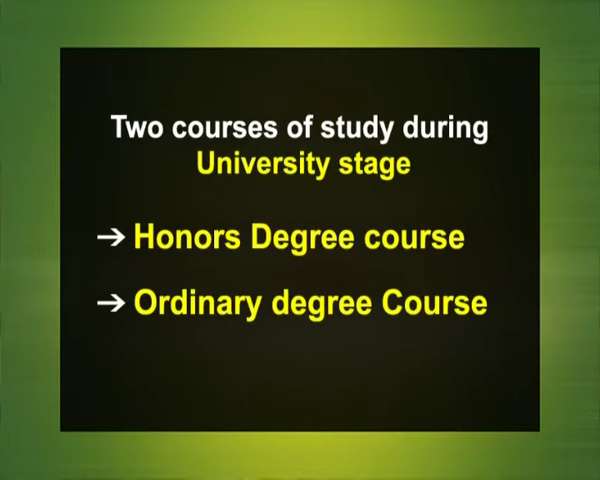 Two courses of study during
University stage
➔ Honors Degree course
➔ Ordinary degree Course